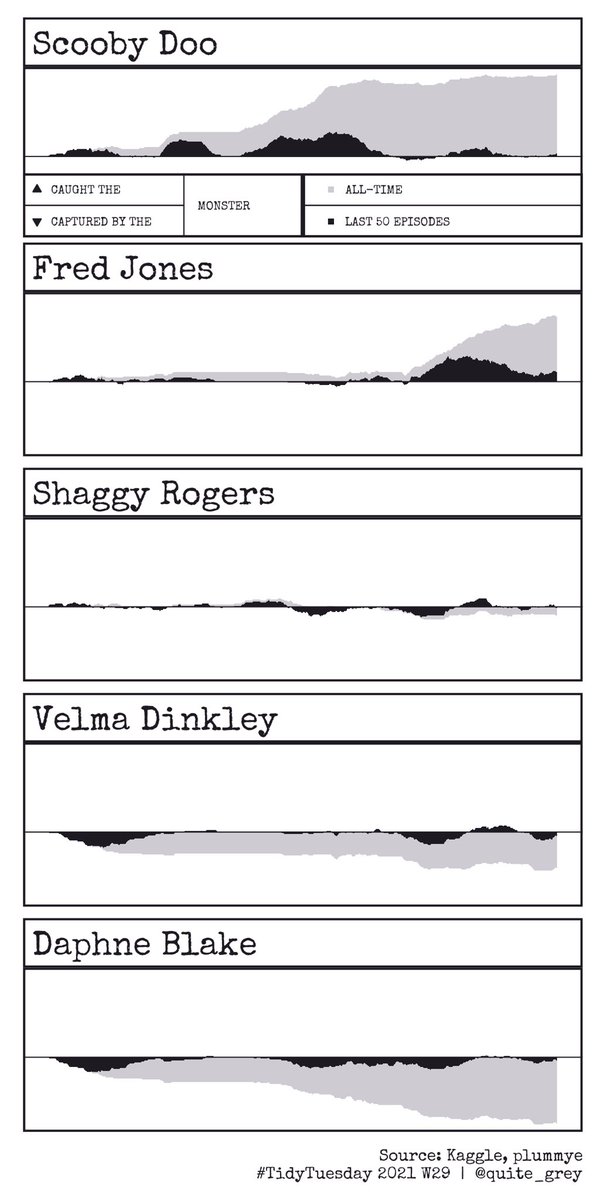 Scooby Doo
▲ CAUGHT THE
▼ CAPTURED BY THE
MONSTER
ALL-TIME
LAST 50 EPISODES
Fred Jones
Shaggy Rogers
Velma Dinkley
Daphne Blake
Source: Kaggle, plummye
#TidyTuesday 2021 W29 | @quite_grey